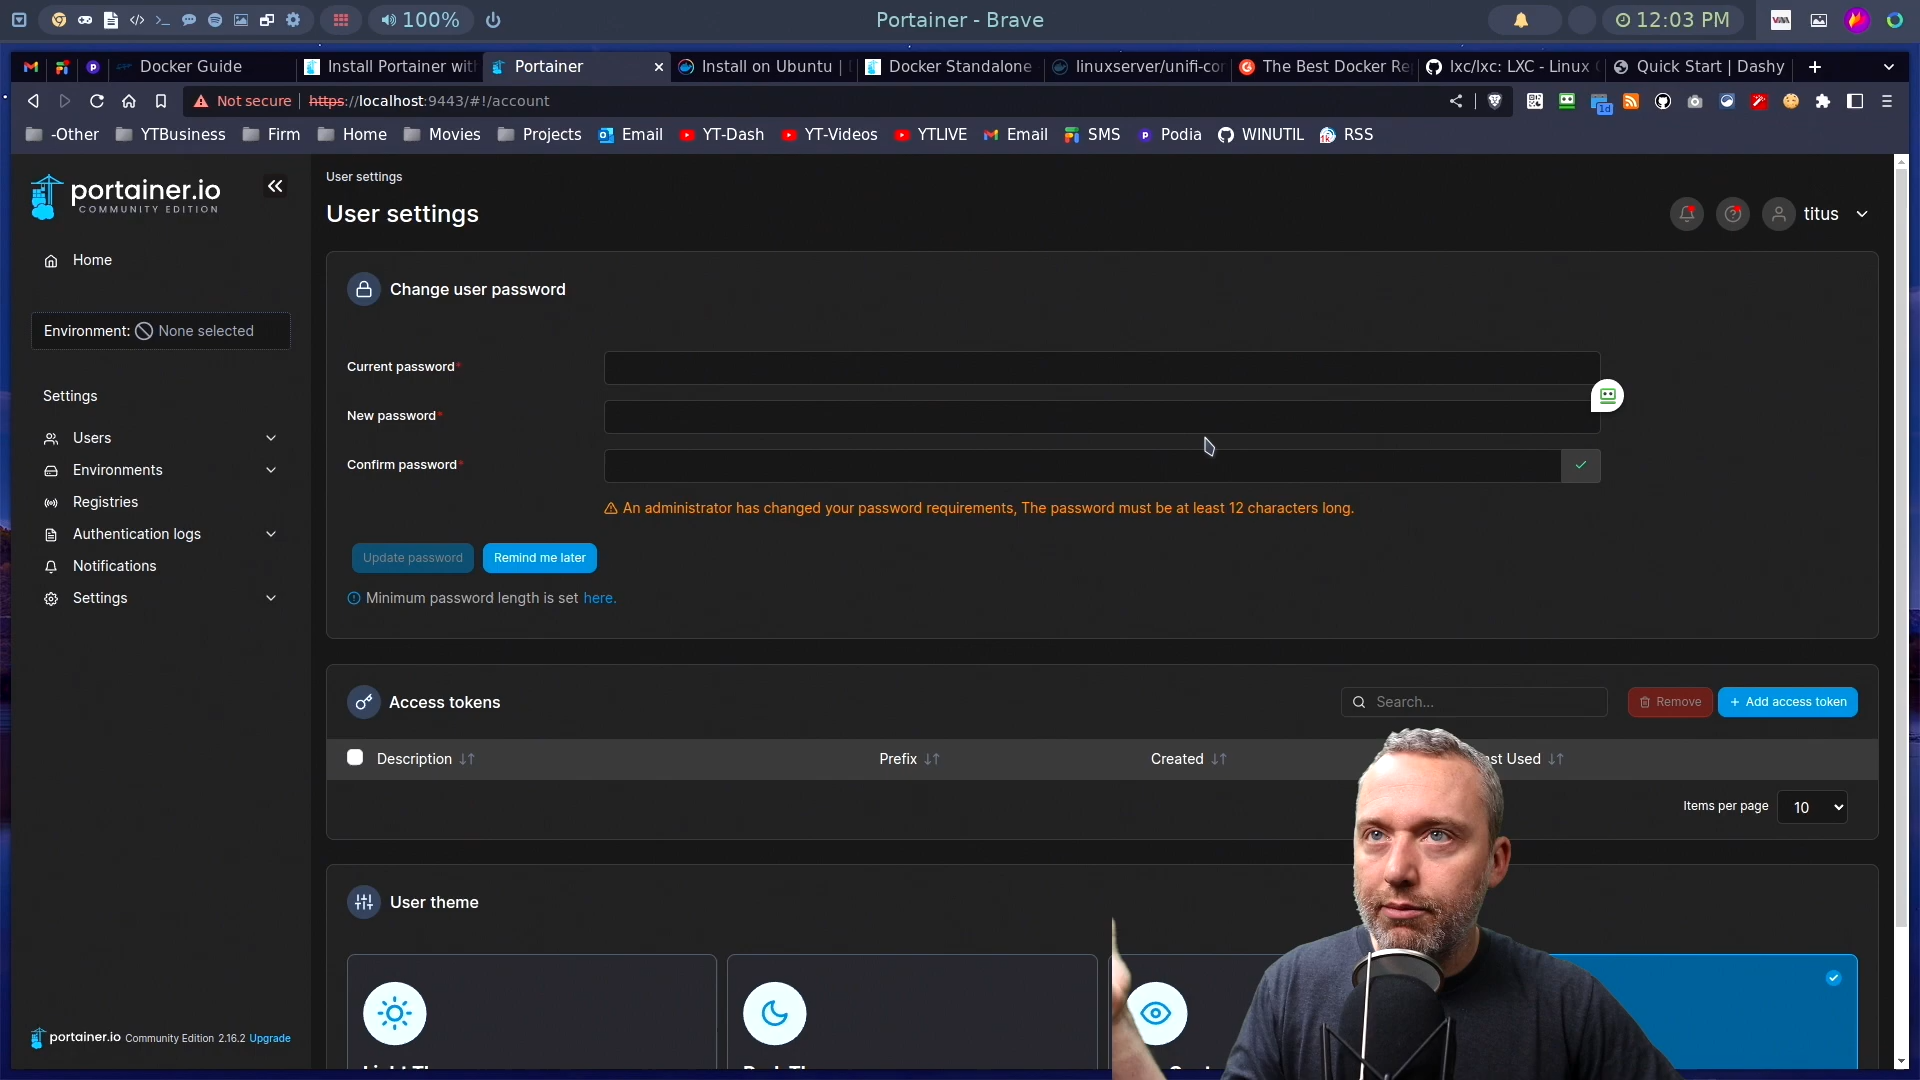 100%
Portainer - Brave
12:03 PM
Docker Guide
Install Portainer wit
Portainer
Install on Ubuntu |
Docker Standalone
linuxserver/unifi-co
The Best Docker Re
lxc/lxc: LXC - Linux
Quick Start | Dashy
Not secure
https://localhost:9443/#!/account
1d
-Other
YTBusiness
Firm
Home
Movies
Projects
Email
YT-Dash
YT-Videos
YTLIVE
Email
SMS
Podia
WINUTIL
RSS
portainer.io
COMMUNITY EDITION
Home
Environment: None selected
Settings
Users
Environments
Registries
Authentication logs
Notifications
Settings
portainer.io Community Edition 2.16.2 Upgrade
User settings
User settings
titus
Change user password
Current password*
New password*
Confirm password*
An administrator has changed your password requirements, The password must be at least 12 characters long.
Update password
Remind me later
Minimum password length is set here.
Access tokens
Search...
Remove
+ Add access token
Description
Prefix
Created
st Used
Items per page 10
User theme